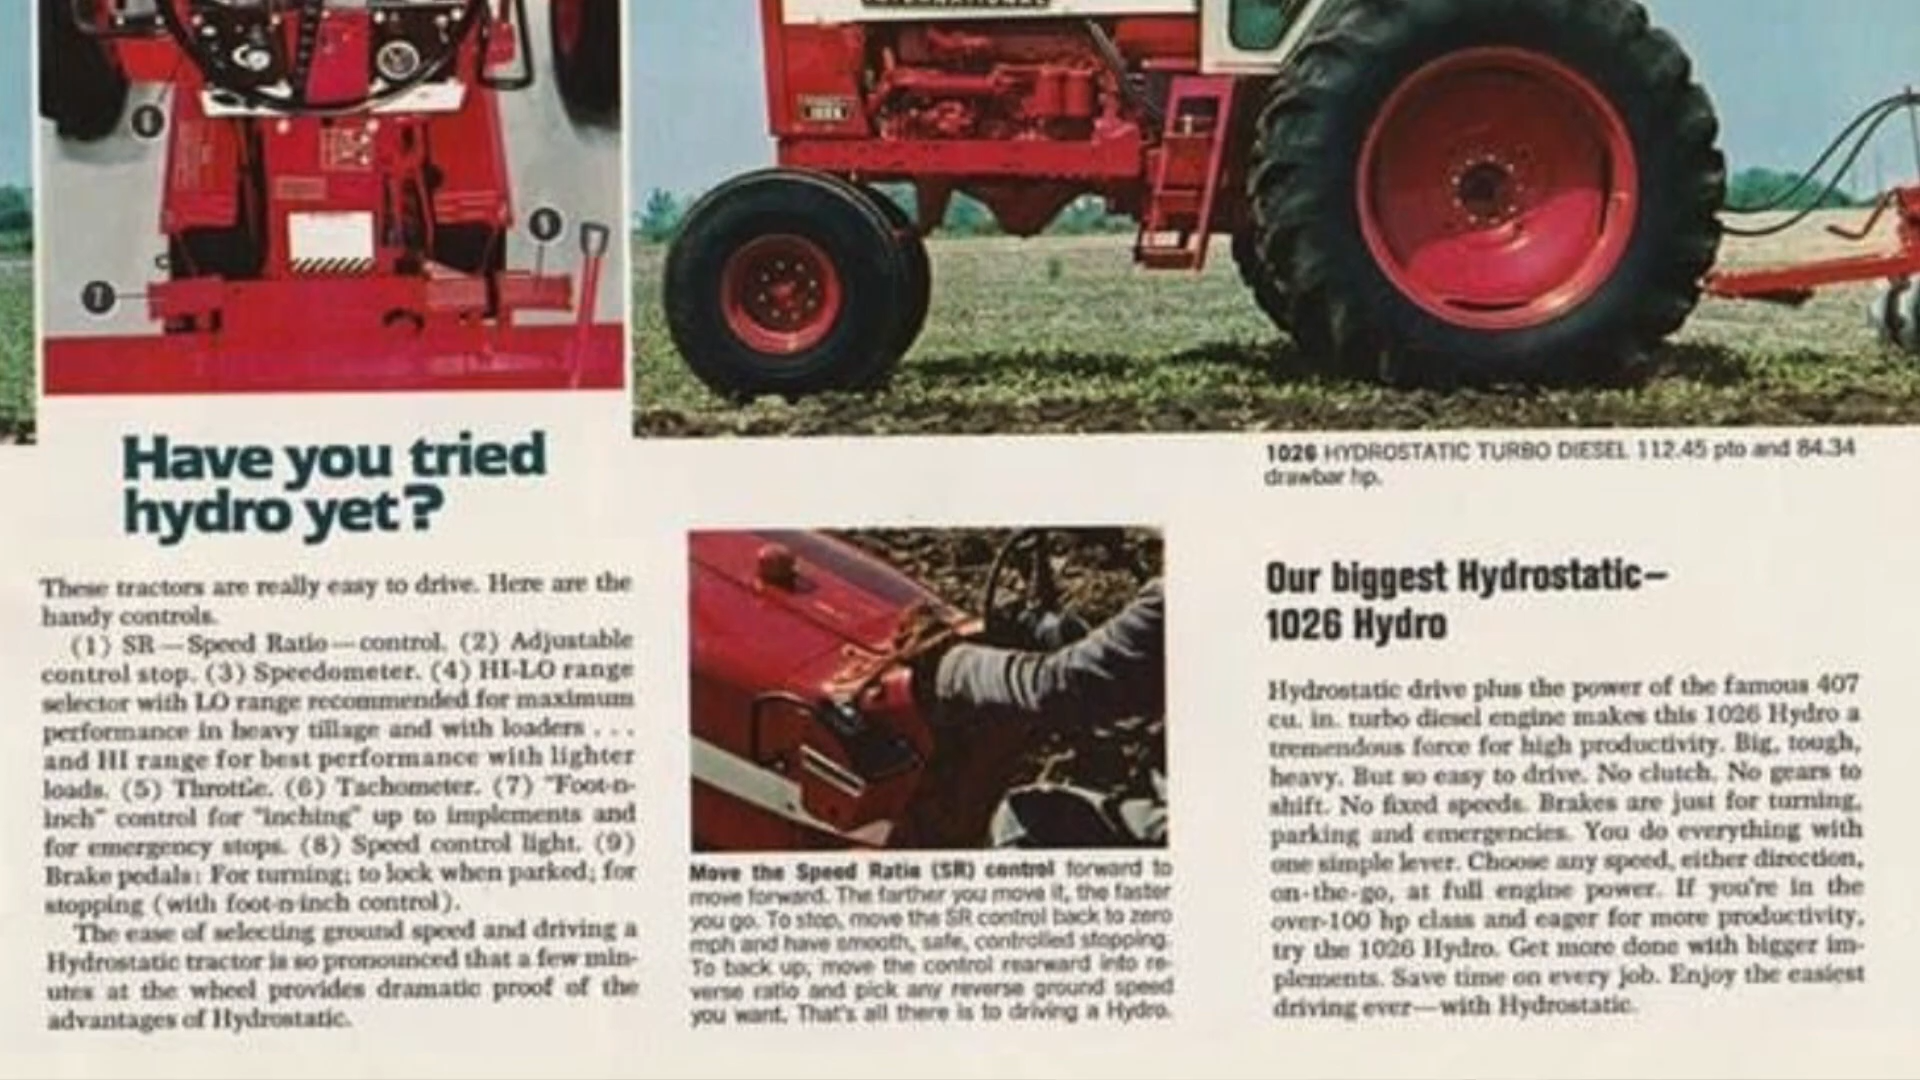 Have you tried
hydro yet?
These tractors are really easy to drive. Here are the
handy controls.
(1) SR—Speed Ratio—control. (2) Adjustable
control stop. (3) Speedometer. (4) HI-LO range
selector with LO range recommended for maximum
performance in heavy tillage and with loaders . . .
and HI range for best performance with lighter
loads. (5) Throttle. (6) Tachometer. (7) "Foot-n-
inch" control for "inching" up to implements and
for emergency stops. (8) Speed control light. (9)
Brake pedals: For turning; to lock when parked; for
stopping (with foot-n-inch control).
The ease of selecting ground speed and driving a
Hydrostatic tractor is so pronounced that a few min-
utes at the wheel provides dramatic proof of the
advantages of Hydrostatic.
Move the Speed Ratio (SR) control forward to
move forward. The farther you move it, the faster
you go. To stop, move the SR control back to zero
mph and have smooth, safe, controlled stopping.
To back up, move the control rearward into re-
verse ratio and pick any reverse ground speed
you want. That's all there is to driving a Hydro.
1026 HYDROSTATIC TURBO DIESEL 112.45 pto and 84.34
drawbar hp.
Our biggest Hydrostatic—
1026 Hydro
Hydrostatic drive plus the power of the famous 407
cu. in. turbo diesel engine makes this 1026 Hydro a
tremendous force for high productivity. Big, tough,
heavy. But so easy to drive. No clutch. No gears to
shift. No fixed speeds. Brakes are just for turning,
parking and emergencies. You do everything with
one simple lever. Choose any speed, either direction,
on-the-go, at full engine power. If you're in the
over-100 hp class and eager for more productivity,
try the 1026 Hydro. Get more done with bigger im-
plements. Save time on every job. Enjoy the easiest
driving ever—with Hydrostatic.